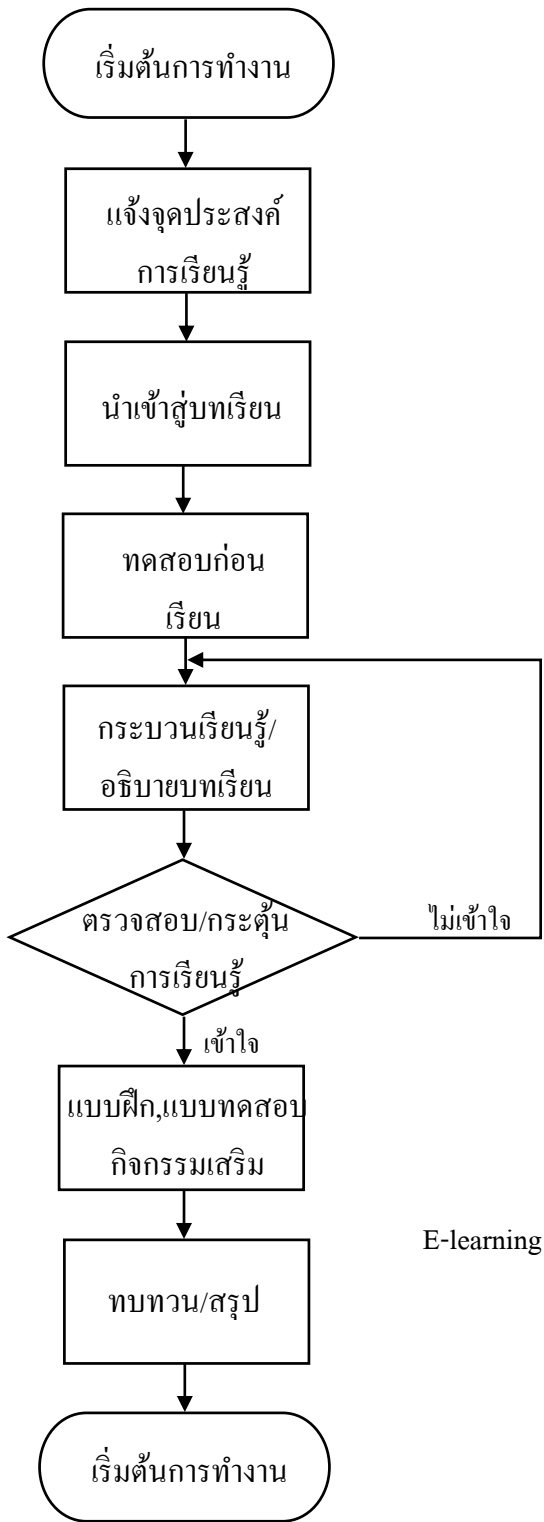 เริ่มต้นการทำงาน
แจ้งจุดประสงค์
การเรียนรู้
นำเข้าสู่บทเรียน
ทดสอบก่อน
เรียน
กระบวนเรียนรู้/
อธิบายบทเรียน
ตรวจสอบ/กระตุ้น
การเรียนรู้
ไม่เข้าใจ
เข้าใจ
แบบฝึก,แบบทดสอบ
กิจกรรมเสริม
E-learning
ทบทวน/สรุป
เริ่มต้นการทำงาน